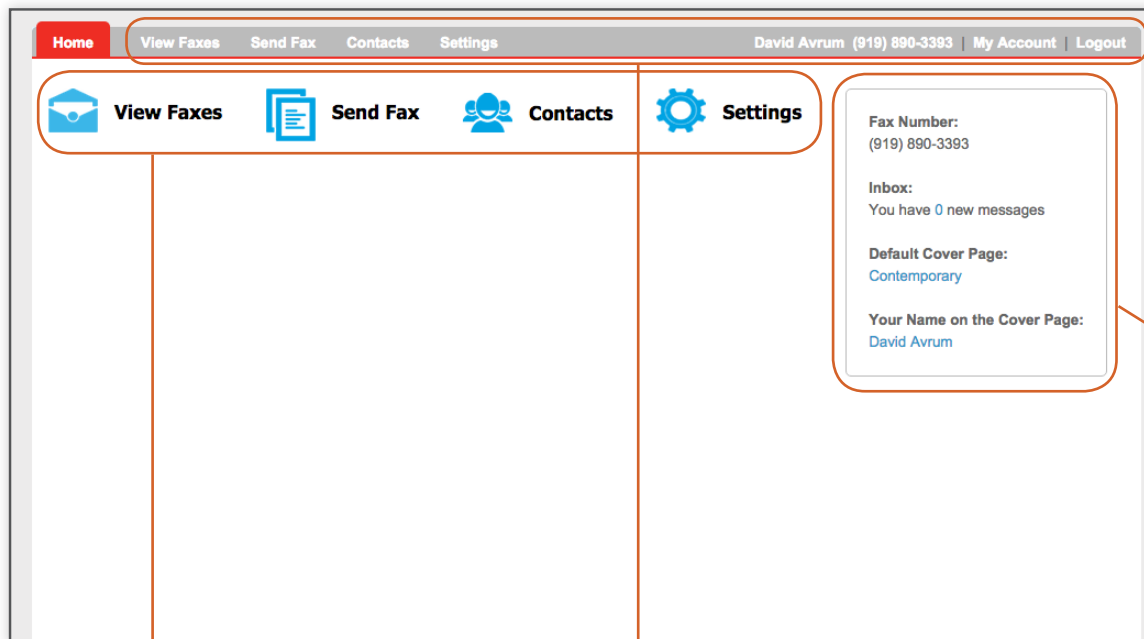 Home View Faxes Send Fax Contacts Settings David Avrum (919) 890-3393 | My Account | Logout
View Faxes Send Fax Contacts Settings
Fax Number:
(919) 890-3393
Inbox:
You have 0 new messages
Default Cover Page:
Contemporary
Your Name on the Cover Page:
David Avrum